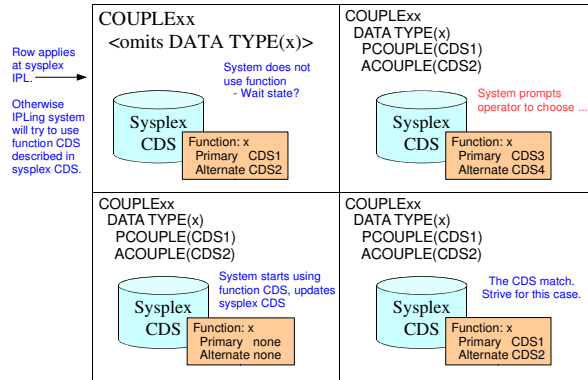 Row applies
at sysplex
IPL.
Otherwise
IPLing system
will try to use
function CDS
described in
sysplex CDS.
COUPLExx
<omits DATA TYPE(x)>
System does not
use function
- Wait state?
Sysplex
CDS
Function: x
Primary CDS1
Alternate CDS2
COUPLExx
DATA TYPE(x)
PCOUPLE(CDS1)
ACOUPLE(CDS2)
System prompts
operator to choose ...
Sysplex
CDS
Function: x
Primary CDS3
Alternate CDS4
COUPLExx
DATA TYPE(x)
PCOUPLE(CDS1)
ACOUPLE(CDS2)
System starts using
function CDS, updates
sysplex CDS
Sysplex
CDS
Function: x
Primary none
Alternate none
COUPLExx
DATA TYPE(x)
PCOUPLE(CDS1)
ACOUPLE(CDS2)
The CDS match.
Strive for this case.
Sysplex
CDS
Function: x
Primary CDS1
Alternate CDS2